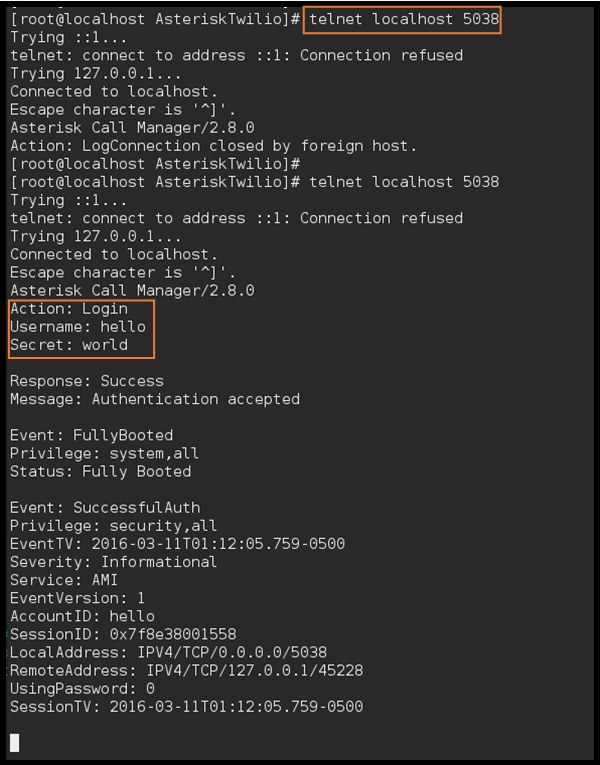 [root@localhost AsteriskTwilio]# telnet localhost 5038
Trying ::1...
telnet: connect to address ::1: Connection refused
Trying 127.0.0.1...
Connected to localhost.
Escape character is '^]'.
Asterisk Call Manager/2.8.0
Action: LogConnection closed by foreign host.
[root@localhost AsteriskTwilio]#
[root@localhost AsteriskTwilio]# telnet localhost 5038
Trying ::1...
telnet: connect to address ::1: Connection refused
Trying 127.0.0.1...
Connected to localhost.
Escape character is '^]'.
Asterisk Call Manager/2.8.0
Action: Login
Username: hello
Secret: world
Response: Success
Message: Authentication accepted
Event: FullyBooted
Privilege: system,all
Status: Fully Booted
Event: SuccessfulAuth
Privilege: security,all
EventTV: 2016-03-11T01:12:05.759-0500
Severity: Informational
Service: AMI
EventVersion: 1
AccountID: hello
SessionID: 0x7f8e38001558
LocalAddress: IPV4/TCP/0.0.0.0/5038
RemoteAddress: IPV4/TCP/127.0.0.1/45228
UsingPassword: 0
SessionTV: 2016-03-11T01:12:05.759-0500